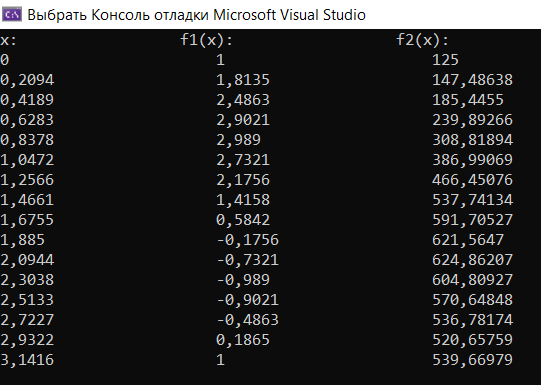 Выбрать Консоль отладки Microsoft Visual Studio
x: f1(x): f2(x):
0 1 125
0,2094 1,8135 147,48638
0,4189 2,4863 185,4455
0,6283 2,9021 239,89266
0,8378 2,989 308,81894
1,0472 2,7321 386,99069
1,2566 2,1756 466,45076
1,4661 1,4158 537,74134
1,6755 0,5842 591,70527
1,885 -0,1756 621,5647
2,0944 -0,7321 624,86207
2,3038 -0,989 604,80927
2,5133 -0,9021 570,64848
2,7227 -0,4863 536,78174
2,9322 0,1865 520,65759
3,1416 1 539,66979